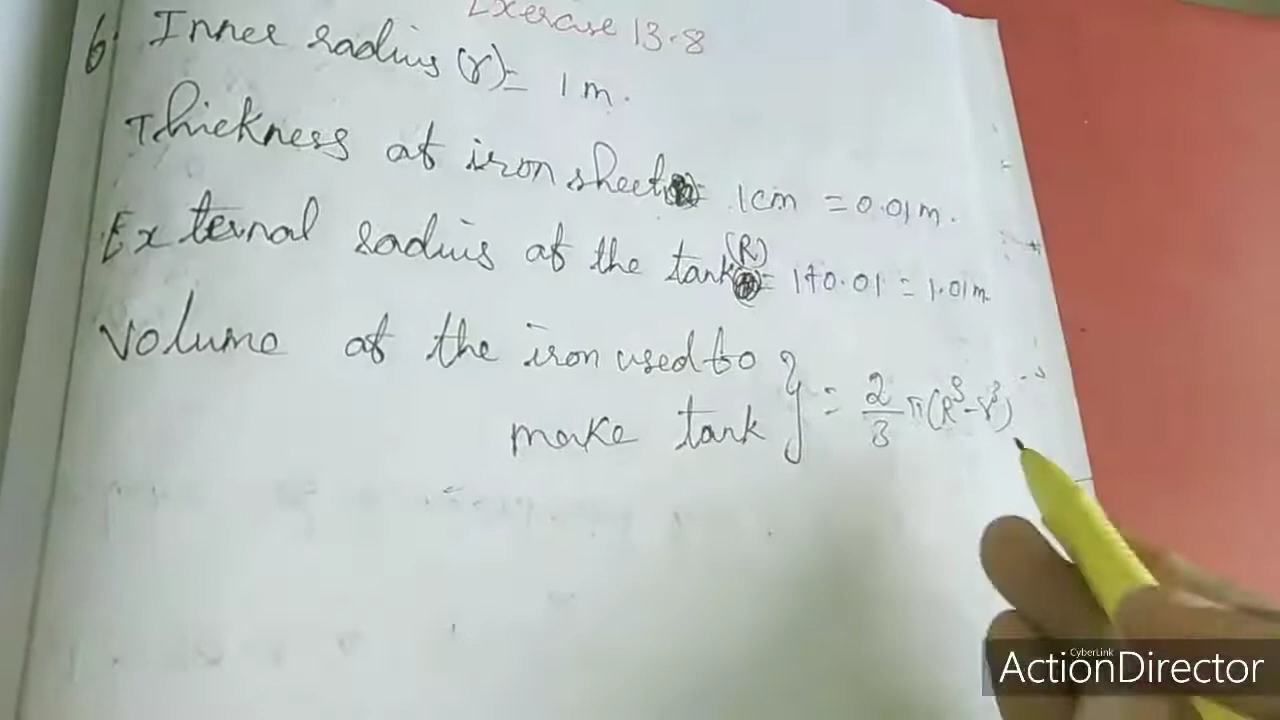 Exercise 13.8
6. Inner radius (r) = 1 m.
Thickness of iron sheet = 1cm = 0.01m.
External radius of the tank (R) = 1+0.01 = 1.01m
Volume of the iron used to
make tank } = 2/3 π(R³-r³)
CyberLink
ActionDirector